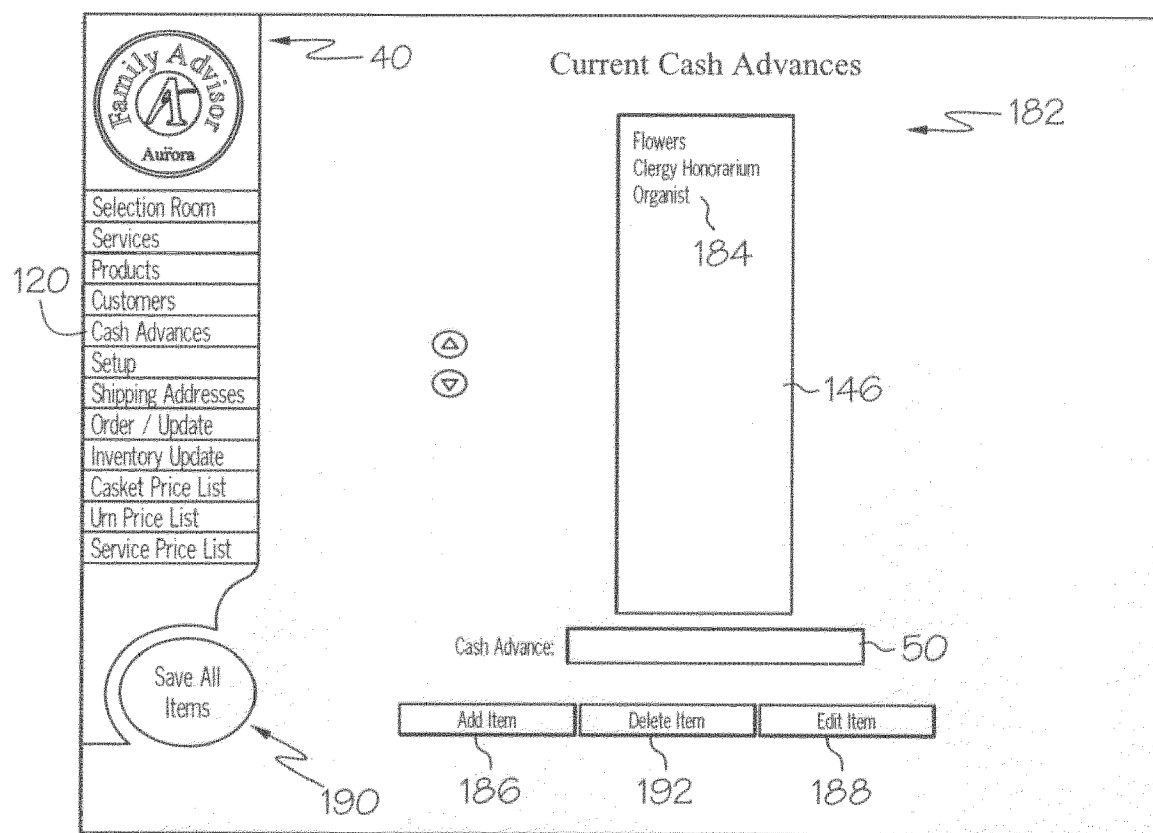 Family Advisor
Aurora
40
Current Cash Advances
182
Flowers
Clergy Honorarium
Organist
184
Selection Room
Services
Products
120
Customers
Cash Advances
Setup
Shipping Addresses
146
Order / Update
Inventory Update
Casket Price List
Urn Price List
Service Price List
Cash Advance:
50
Save All
Items
Add Item
Delete Item
Edit Item
190
186
192
188